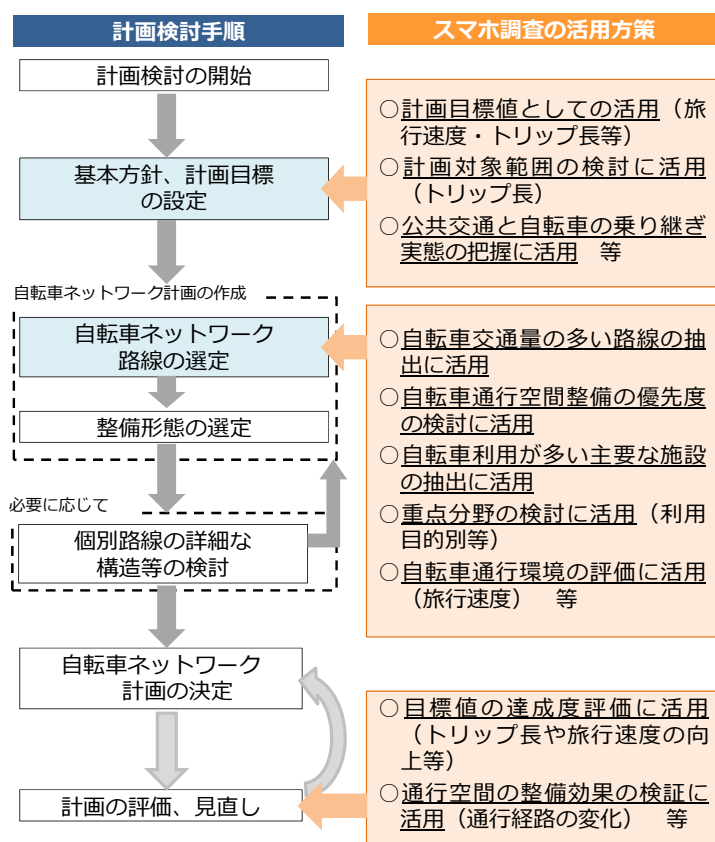 計画検討手順
計画検討の開始
基本方針、計画目標
の設定
自転車ネットワーク計画の作成
自転車ネットワーク
路線の選定
整備形態の選定
必要に応じて
個別路線の詳細な
構造等の検討
自転車ネットワーク
計画の決定
計画の評価、見直し
スマホ調査の活用方策
○計画目標値としての活用（旅
行速度・トリップ長等）
○計画対象範囲の検討に活用
（トリップ長）
○公共交通と自転車の乗り継ぎ
実態の把握に活用　等
○自転車交通量の多い路線の抽
出に活用
○自転車通行空間整備の優先度
の検討に活用
○自転車利用が多い主要な施設
の抽出に活用
○重点分野の検討に活用（利用
目的別等）
○自転車通行環境の評価に活用
（旅行速度）　等
○目標値の達成度評価に活用
（トリップ長や旅行速度の向
上等）
○通行空間の整備効果の検証に
活用（通行経路の変化）　等